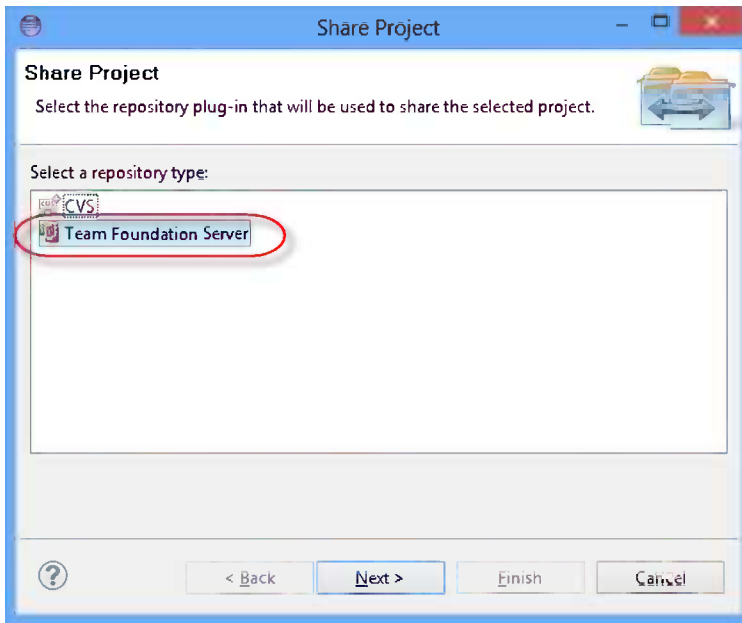 Share Project
Share Project
Select the repository plug-in that will be used to share the selected project.
Select a repository type:
CVS
Team Foundation Server
?
< Back
Next >
Finish
Cancel